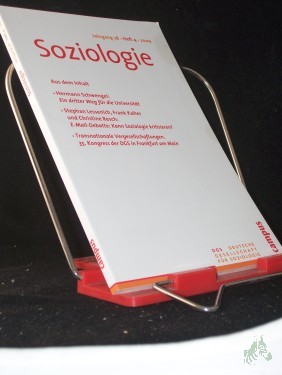 Jahrgang 38 · Heft 4 · 2009
Soziologie
Aus dem Inhalt
• Hermann Schwengel:
Ein dritter Weg für die Universität
• Stephan Lessenich, Frank Kalter
und Christine Resch:
E-Mail-Debatte: Kann Soziologie kritisieren?
• Transnationale Vergesellschaftungen.
35. Kongress der DGS in Frankfurt am Main
campus
DGS DEUTSCHE
GESELLSCHAFT
FÜR SOZIOLOGIE
campus